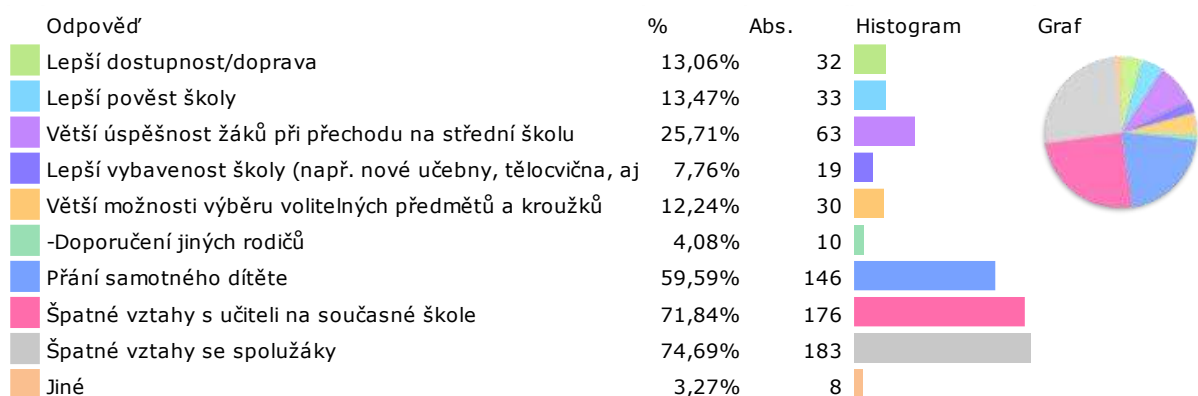 Odpověď % Abs. Histogram Graf
Lepší dostupnost/doprava 13,06% 32
Lepší pověst školy 13,47% 33
Větší úspěšnost žáků při přechodu na střední školu 25,71% 63
Lepší vybavenost školy (např. nové učebny, tělocvična, aj 7,76% 19
Větší možnosti výběru volitelných předmětů a kroužků 12,24% 30
-Doporučení jiných rodičů 4,08% 10
Přání samotného dítěte 59,59% 146
Špatné vztahy s učiteli na současné škole 71,84% 176
Špatné vztahy se spolužáky 74,69% 183
Jiné 3,27% 8